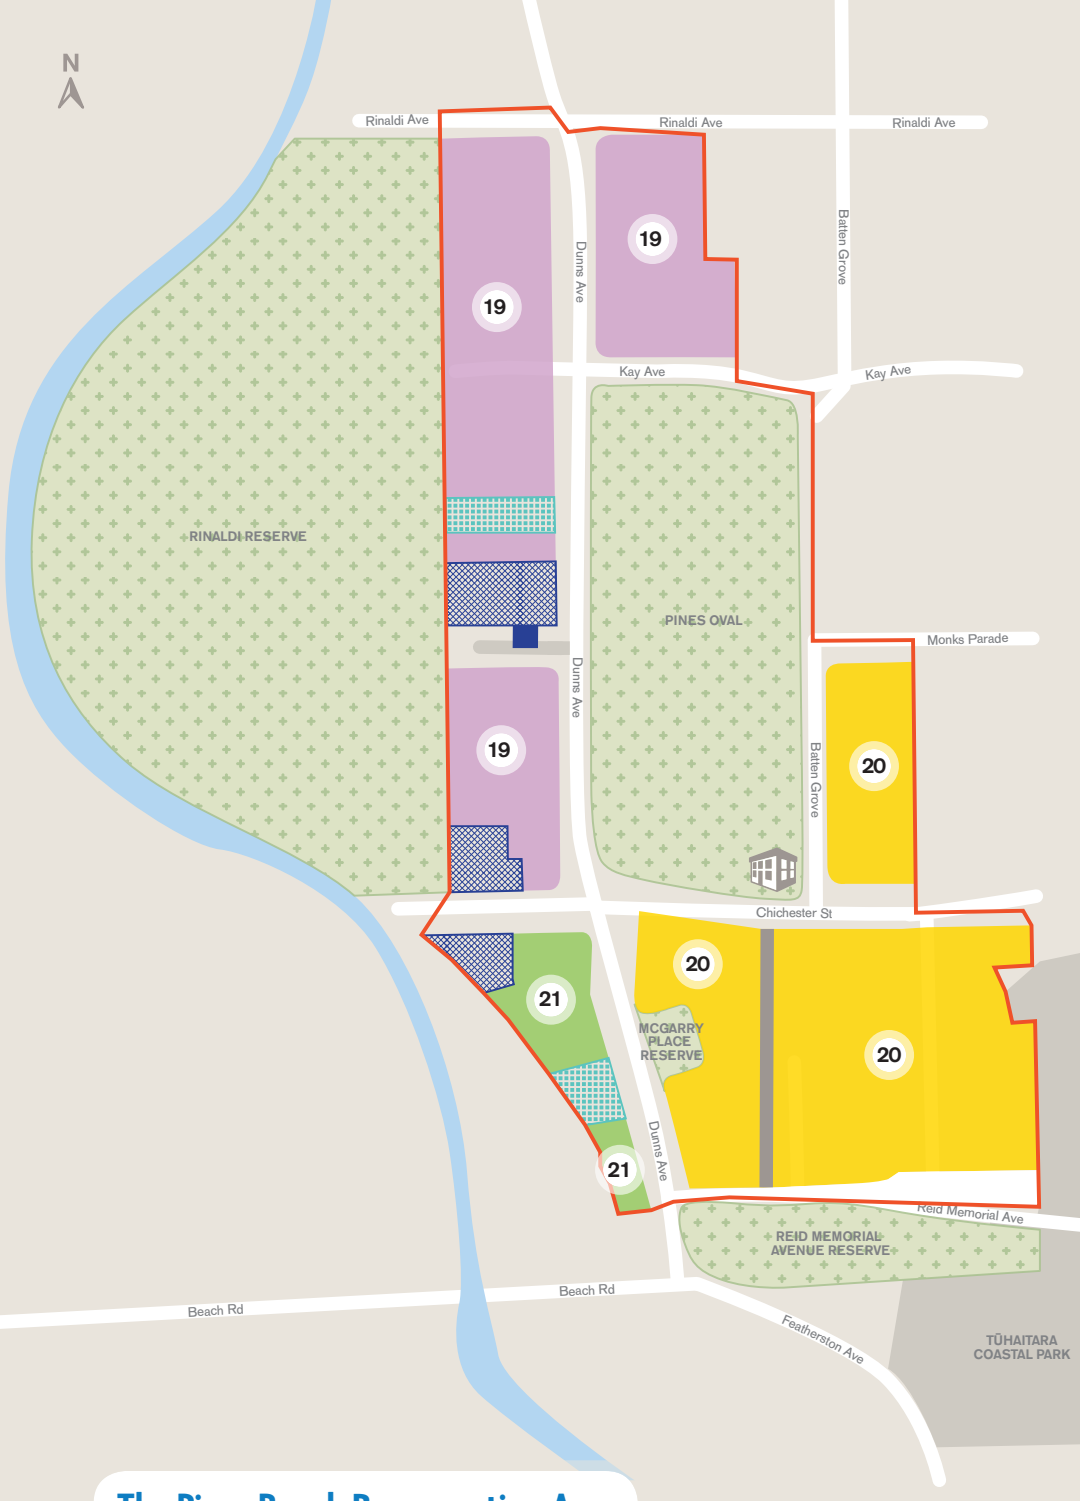 N
Rinaldi Ave
Rinaldi Ave
Rinaldi Ave
19
19
Dunns Ave
Batten Grove
Kay Ave
Kay Ave
RINALDI RESERVE
PINES OVAL
Monks Parade
Dunns Ave
19
Batten Grove
20
Chichester St
20
21
MCGARRY
PLACE
RESERVE
20
Dunns Ave
21
Reid Memorial Ave
REID MEMORIAL
AVENUE RESERVE
Beach Rd
Beach Rd
Featherston Ave
TŪHAITARA
COASTAL PARK